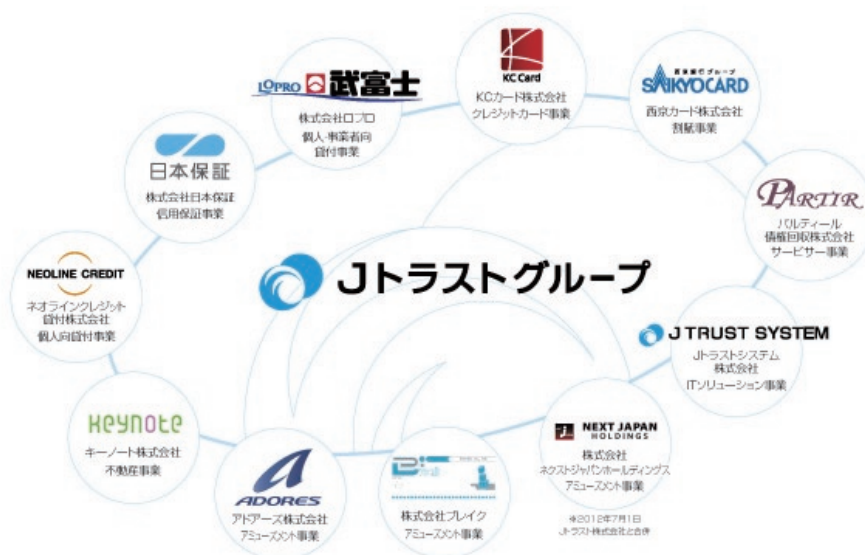 Jトラストグループ
LOPRO 武富士
株式会社ロプロ
個人・事業者向
貸付事業
KC Card
KCカード株式会社
クレジットカード事業
西京銀行グループ
SAIKYOCARD
西京カード株式会社
割賦事業
PARTIR
パルティール
債権回収株式会社
サービサー事業
J TRUST SYSTEM
Jトラストシステム
株式会社
ITソリューション事業
NEXT JAPAN
HOLDINGS
株式会社
ネクストジャパンホールディングス
アミューズメント事業
※2012年7月1日
Jトラスト株式会社と合併
株式会社ブレイク
アミューズメント事業
ADORES
アドアーズ株式会社
アミューズメント事業
keynote
キーノート株式会社
不動産事業
NEOLINE CREDIT
ネオラインクレジット
貸付株式会社
個人向貸付事業
日本保証
株式会社日本保証
信用保証事業